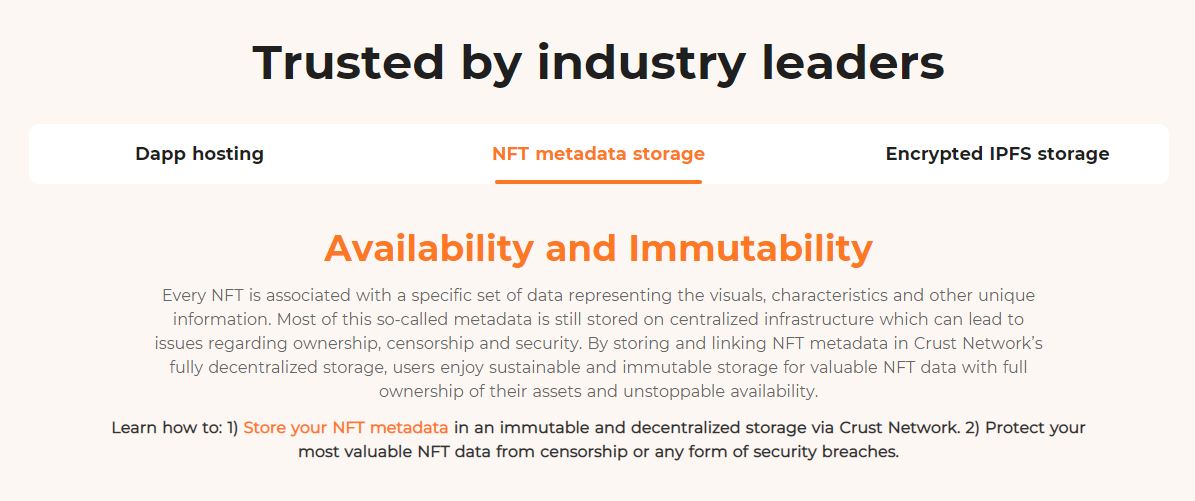 Trusted by industry leaders
Dapp hosting
NFT metadata storage
Encrypted IPFS storage
Availability and Immutability
Every NFT is associated with a specific set of data representing the visuals, characteristics and other unique
information. Most of this so-called metadata is still stored on centralized infrastructure which can lead to
issues regarding ownership, censorship and security. By storing and linking NFT metadata in Crust Network’s
fully decentralized storage, users enjoy sustainable and immutable storage for valuable NFT data with full
ownership of their assets and unstoppable availability.
Learn how to: 1) Store your NFT metadata in an immutable and decentralized storage via Crust Network. 2) Protect your
most valuable NFT data from censorship or any form of security breaches.